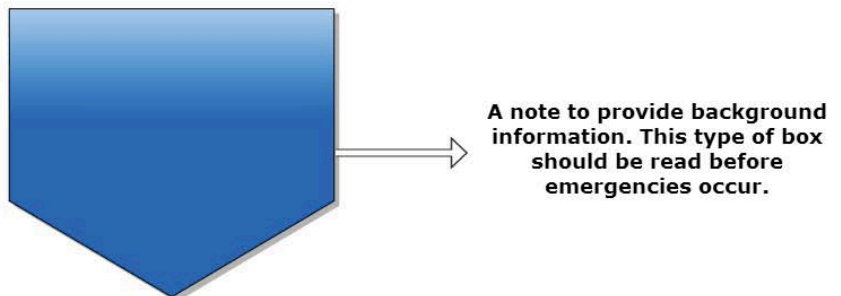 A note to provide background
information. This type of box
should be read before
emergencies occur.